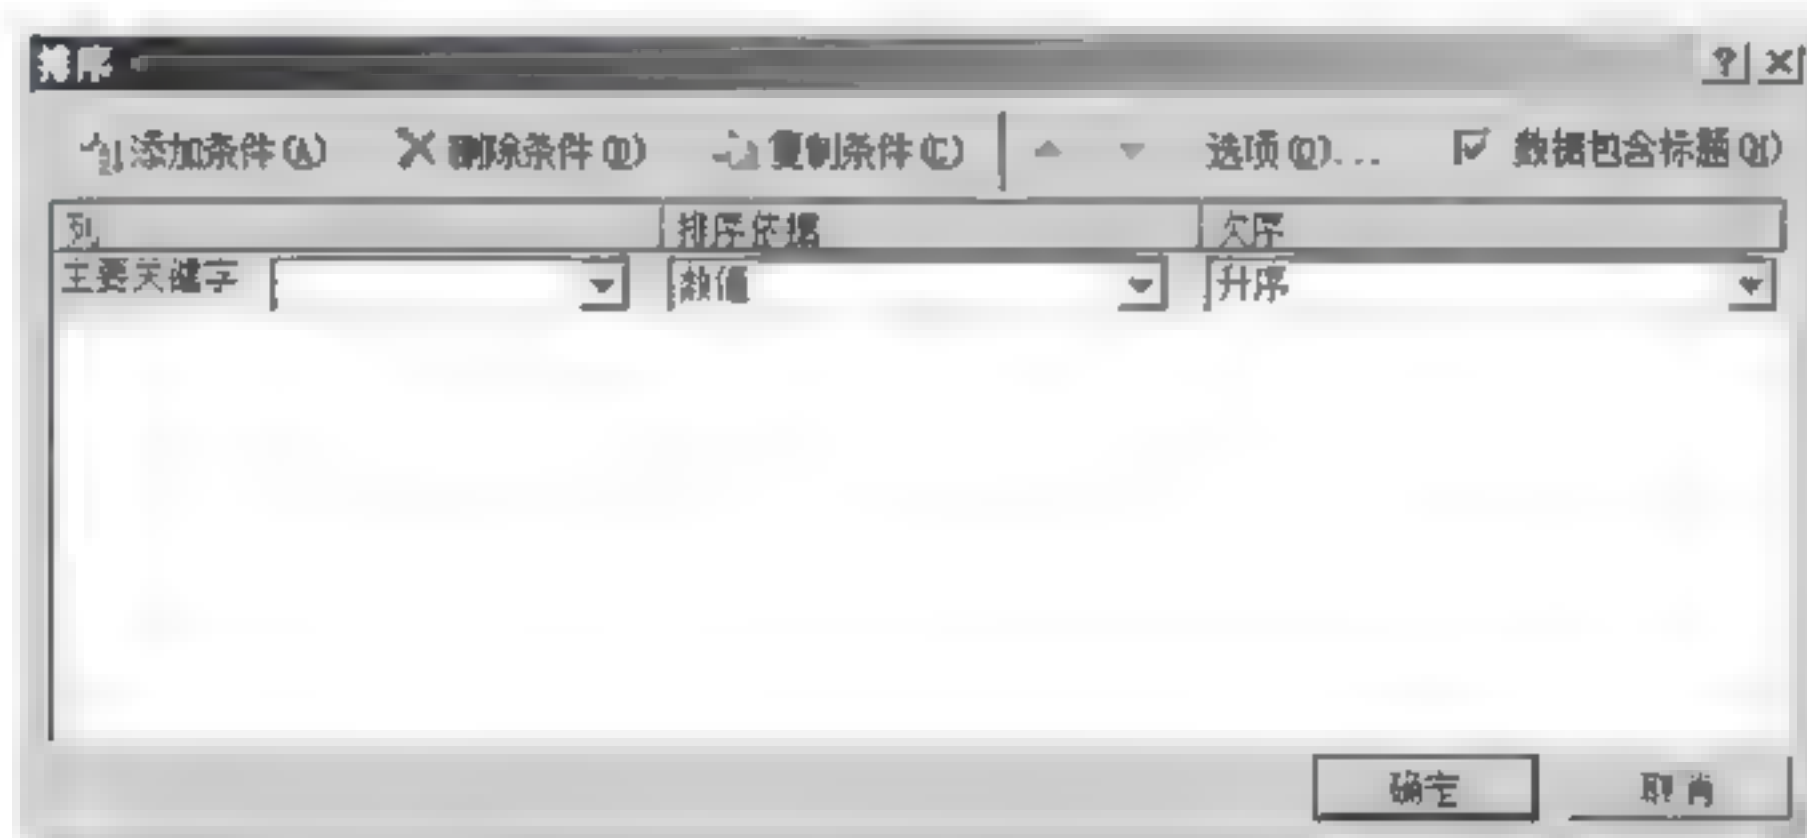 排序
添加条件(A) 删除条件(D) 复制条件(C) 选项(O)... 数据包含标题(H)
列 排序依据 次序
主要关键字 数值 升序
确定 取消